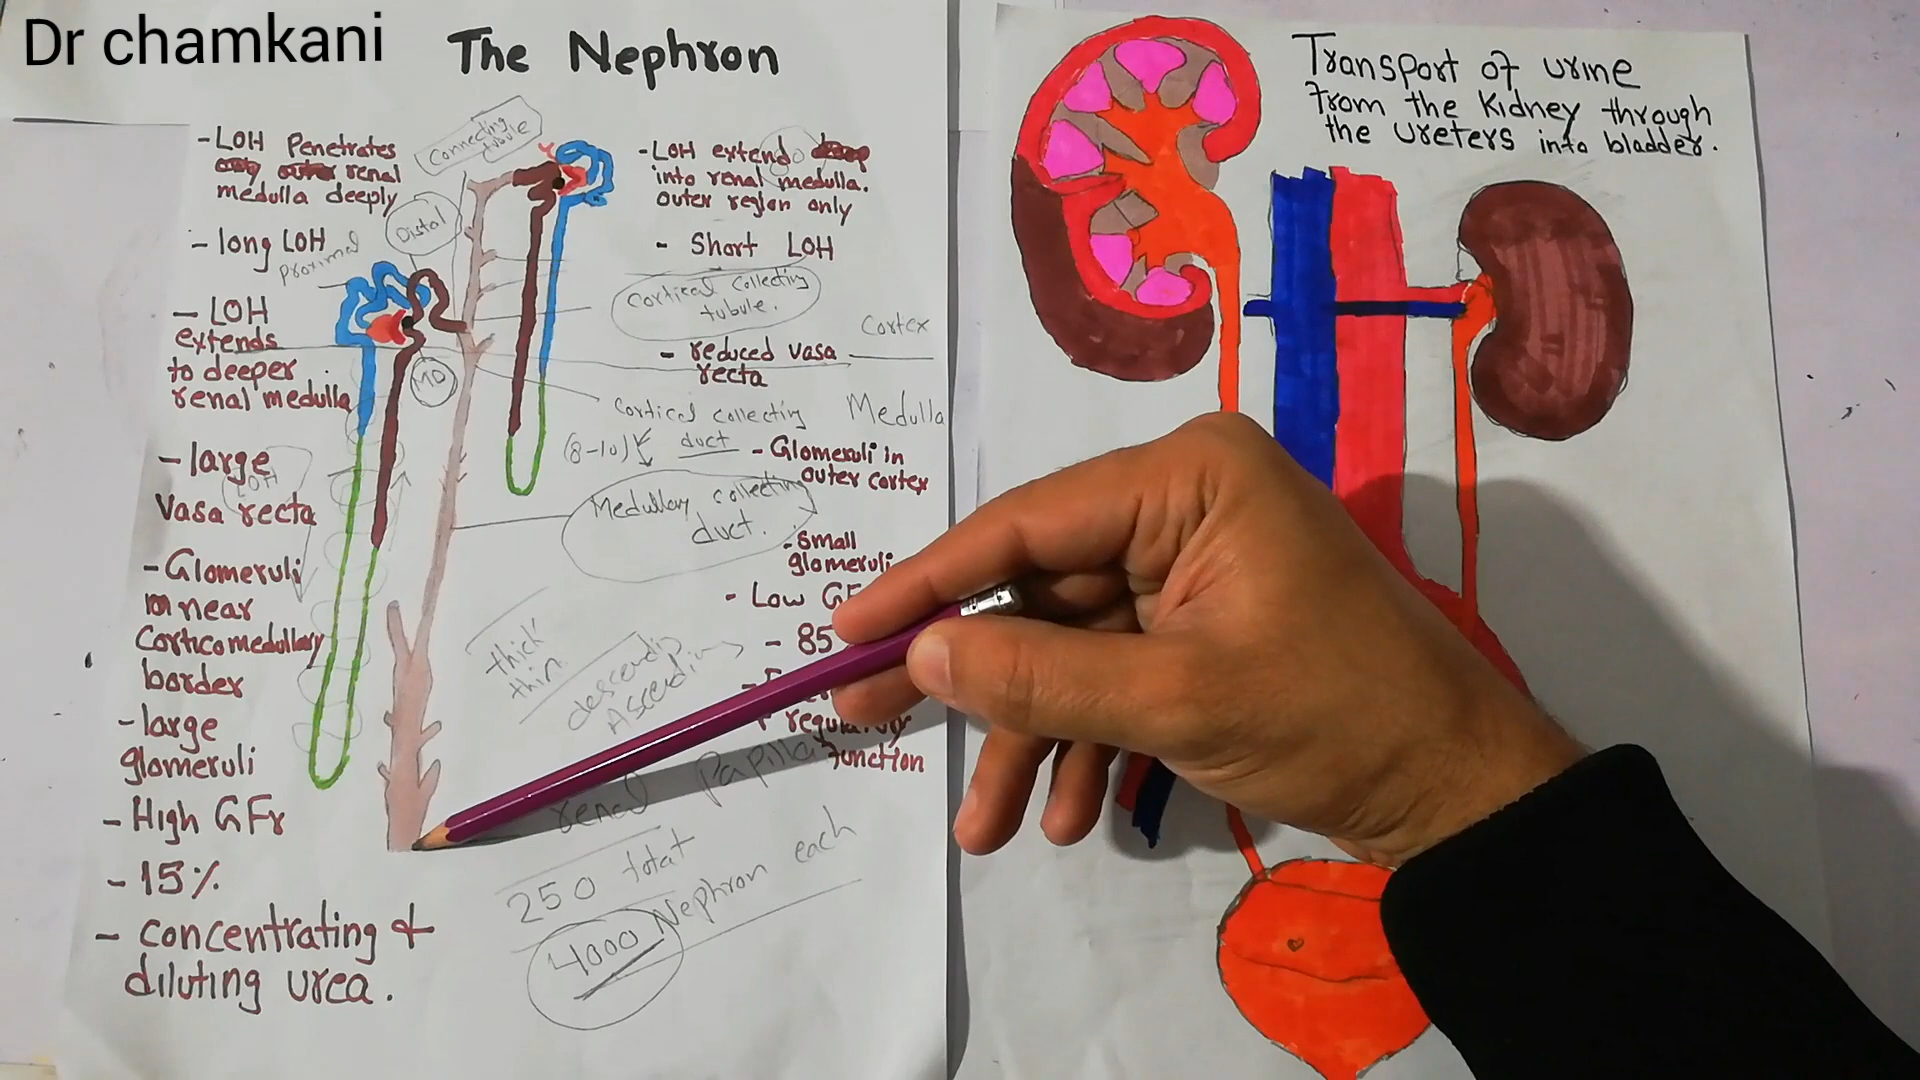 Dr chamkani
The Nephron
-LOH Penetrates
renal
medulla deeply
- long LOH
Proximal
- LOH
extends
to deeper
renal medulla
- large
LOH
Vasa recta
- Glomeruli
near
Corticomedullary
border
- large
glomeruli
- High GFr
- 15%
- concentrating +
diluting urea.
Connecting
tubule
Distal
MD
-LOH extend
into renal medulla.
outer region only
- Short LOH
Cortical collecting
tubule.
Cortex
- reduced vasa
recta
Cortical collecting
duct
Medulla
(8-10)
- Glomeruli in
outer cortex
Medullary collecting
duct.
- Small
glomeruli
- Low GF
- 85
regulatory
function
thick
thin
descendi
Ascending
renal Papilla
250 total
4000 Nephron each
Transport of urine
from the Kidney through
the ureters into bladder.